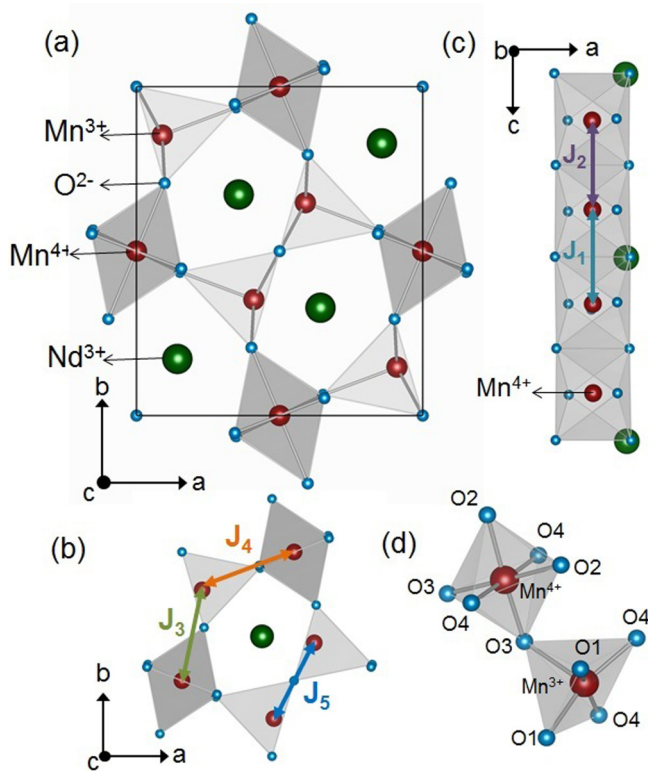 (a)
Mn3+
O2-
Mn4+
Nd3+
b
c
a
(c)
b
a
c
J2
J1
Mn4+
(b)
J4
J3
J5
b
c
a
(d)
O2
O4
O2
O3
Mn4+
O4
O3
O4
O1
Mn3+
O4
O1